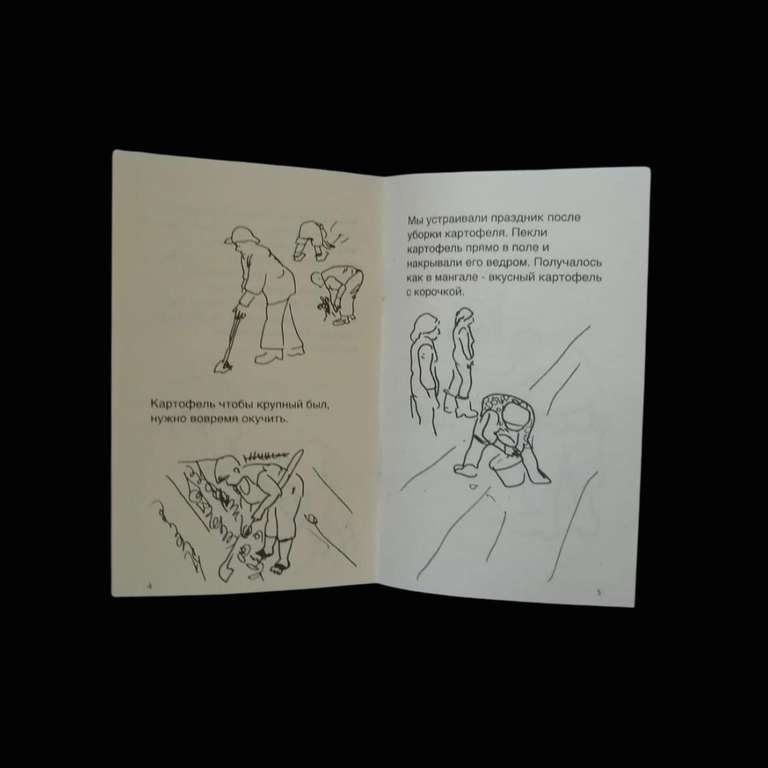 Картофель чтобы крупный был,
нужно вовремя окучить.
4
Мы устраивали праздник после
уборки картофеля. Пекли
картофель прямо в поле и
накрывали его ведром. Получалось
как в мангале - вкусный картофель
с корочкой.
5